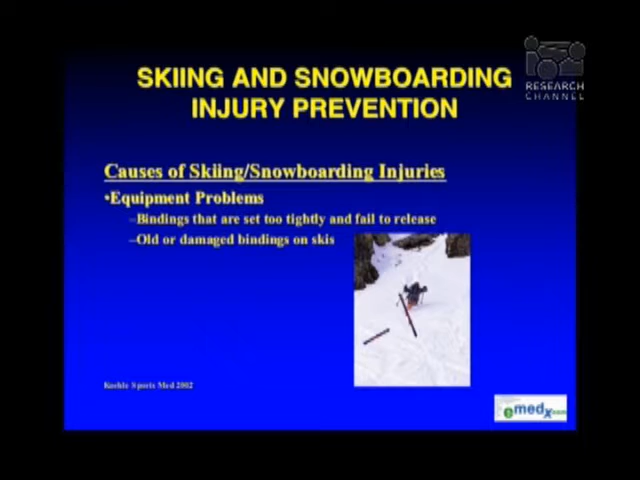 SKIING AND SNOWBOARDING
INJURY PREVENTION
RESEARCH
CHANNEL
Causes of Skiing/Snowboarding Injuries
•Equipment Problems
–Bindings that are set too tightly and fail to release
–Old or damaged bindings on skis
Koehle Sports Med 2002
emedx.com